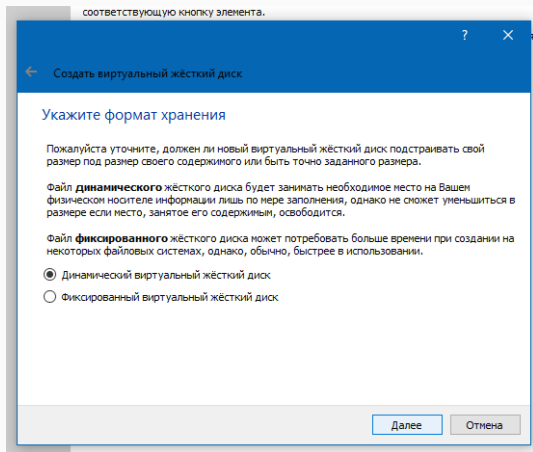 соответствующую кнопку элемента.
?
Создать виртуальный жёсткий диск
Укажите формат хранения
Пожалуйста уточните, должен ли новый виртуальный жёсткий диск подстраивать свой
размер под размер своего содержимого или быть точно заданного размера.
Файл динамического жёсткого диска будет занимать необходимое место на Вашем
физическом носителе информации лишь по мере заполнения, однако не сможет уменьшиться в
размере если место, занятое его содержимым, освободится.
Файл фиксированного жёсткого диска может потребовать больше времени при создании на
некоторых файловых системах, однако, обычно, быстрее в использовании.
Динамический виртуальный жёсткий диск
Фиксированный виртуальный жёсткий диск
Далее
Отмена